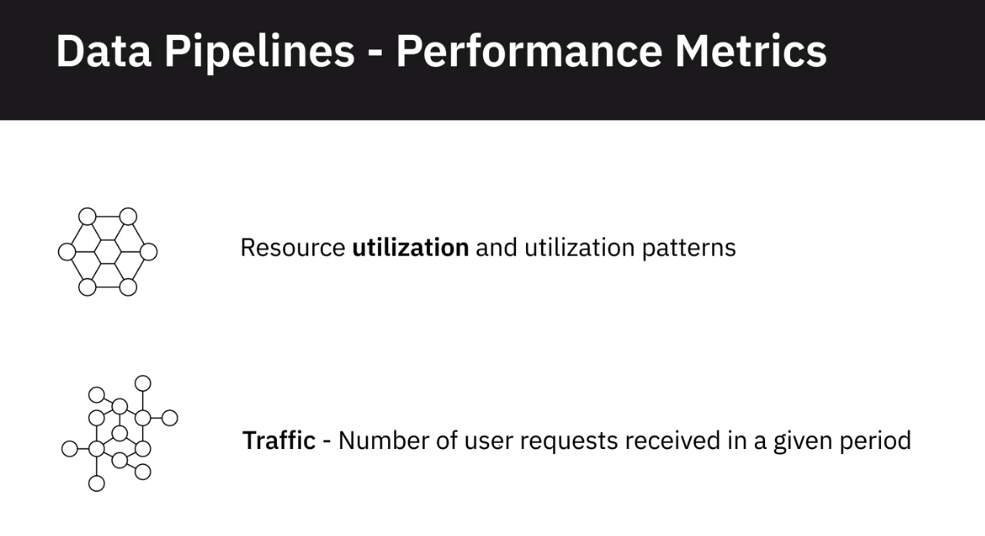 Data Pipelines - Performance Metrics
Resource utilization and utilization patterns
Traffic - Number of user requests received in a given period